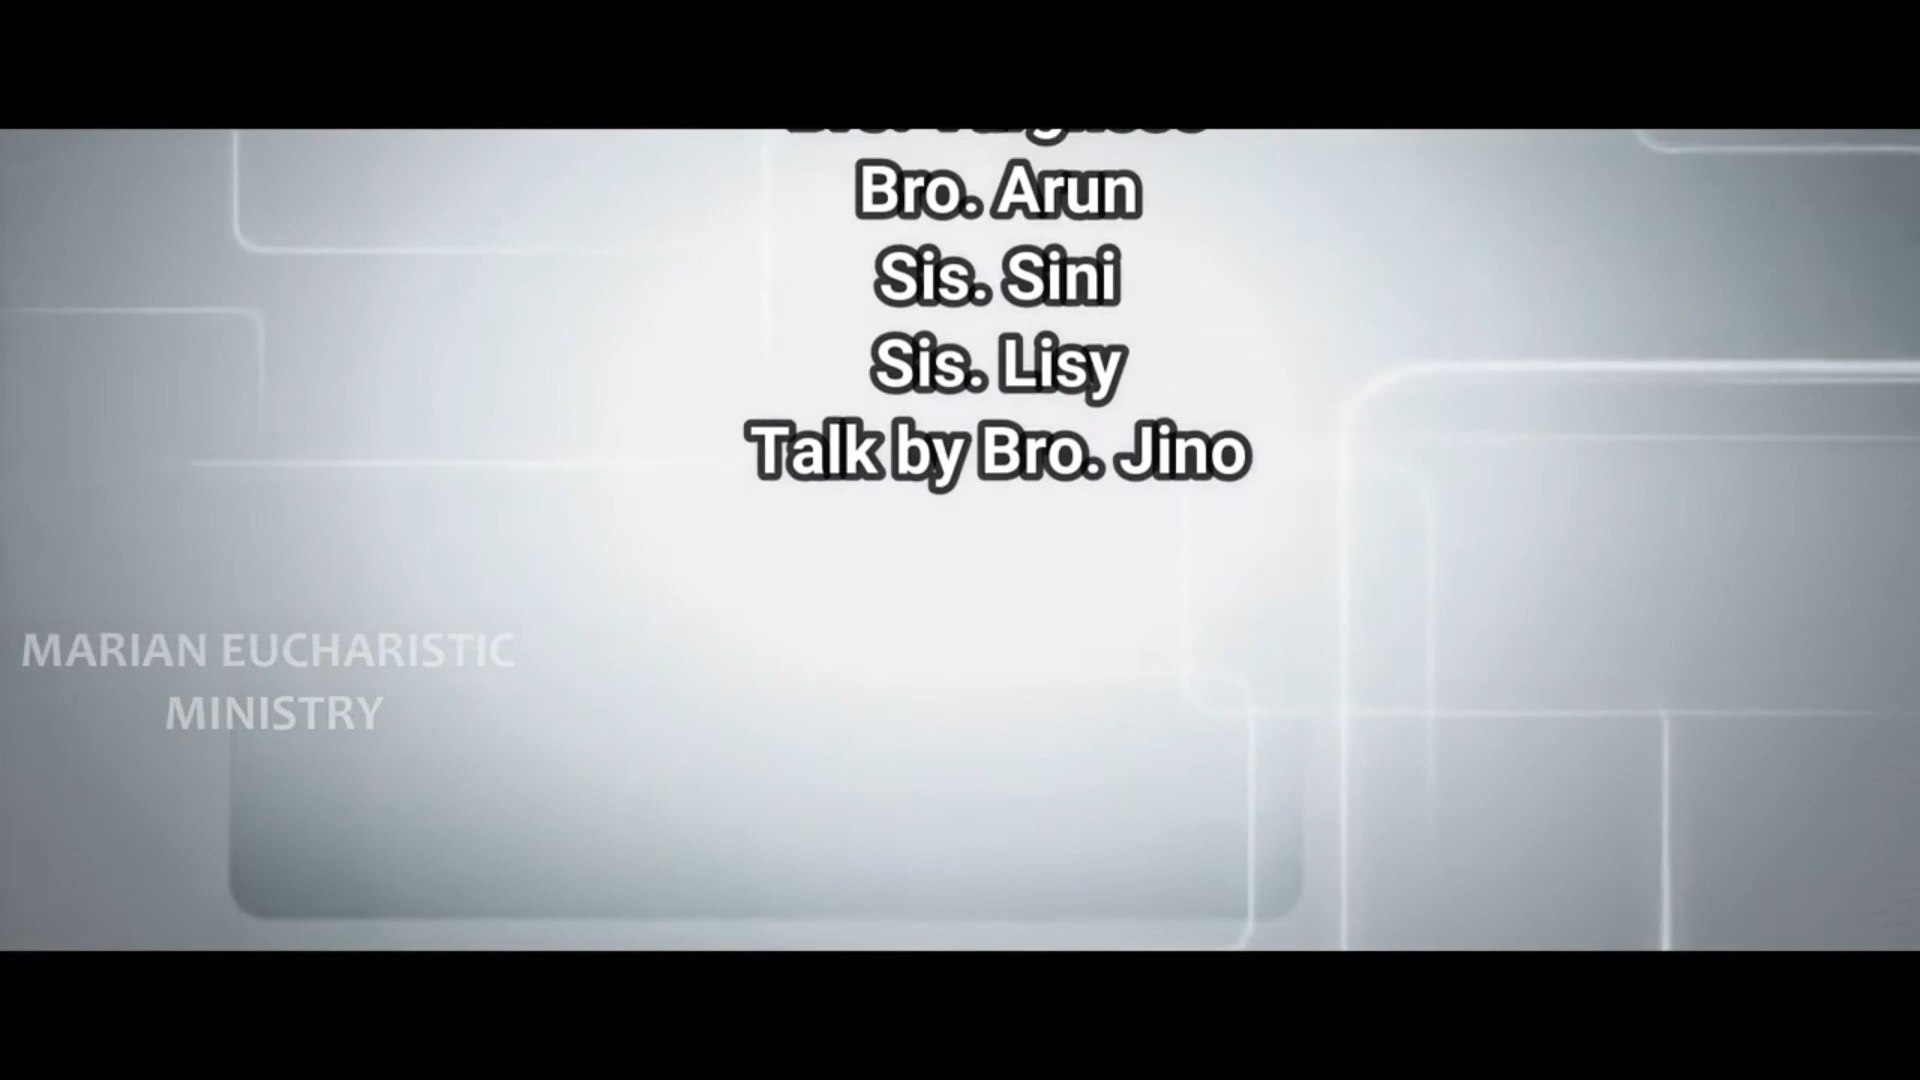 Bro. Arun
Sis. Sini
Sis. Lisy
Talk by Bro. Jino
MARIAN EUCHARISTIC
MINISTRY